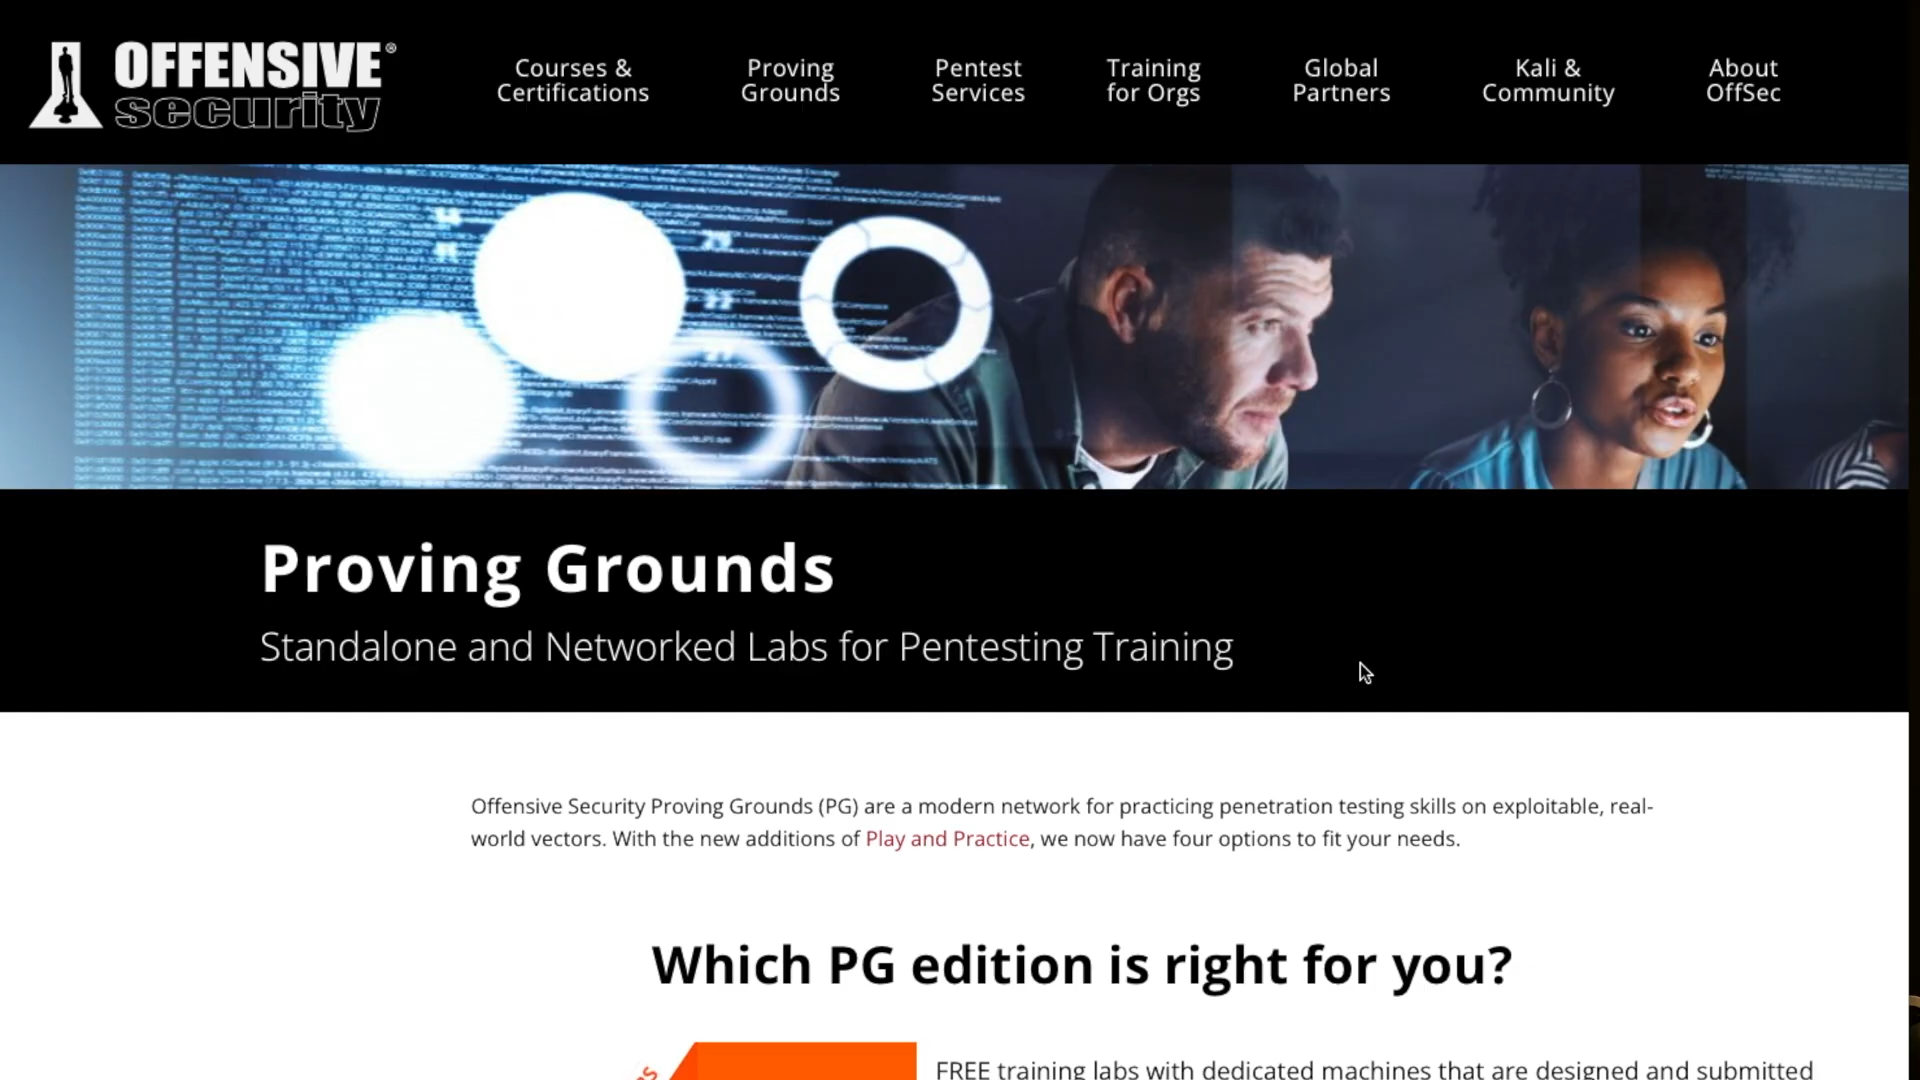 OFFENSIVE®
security
Courses &
Certifications
Proving
Grounds
Pentest
Services
Training
for Orgs
Global
Partners
Kali &
Community
About
OffSec
Proving Grounds
Standalone and Networked Labs for Pentesting Training
Offensive Security Proving Grounds (PG) are a modern network for practicing penetration testing skills on exploitable, real-
world vectors. With the new additions of Play and Practice, we now have four options to fit your needs.
Which PG edition is right for you?
FREE training labs with dedicated machines that are designed and submitted